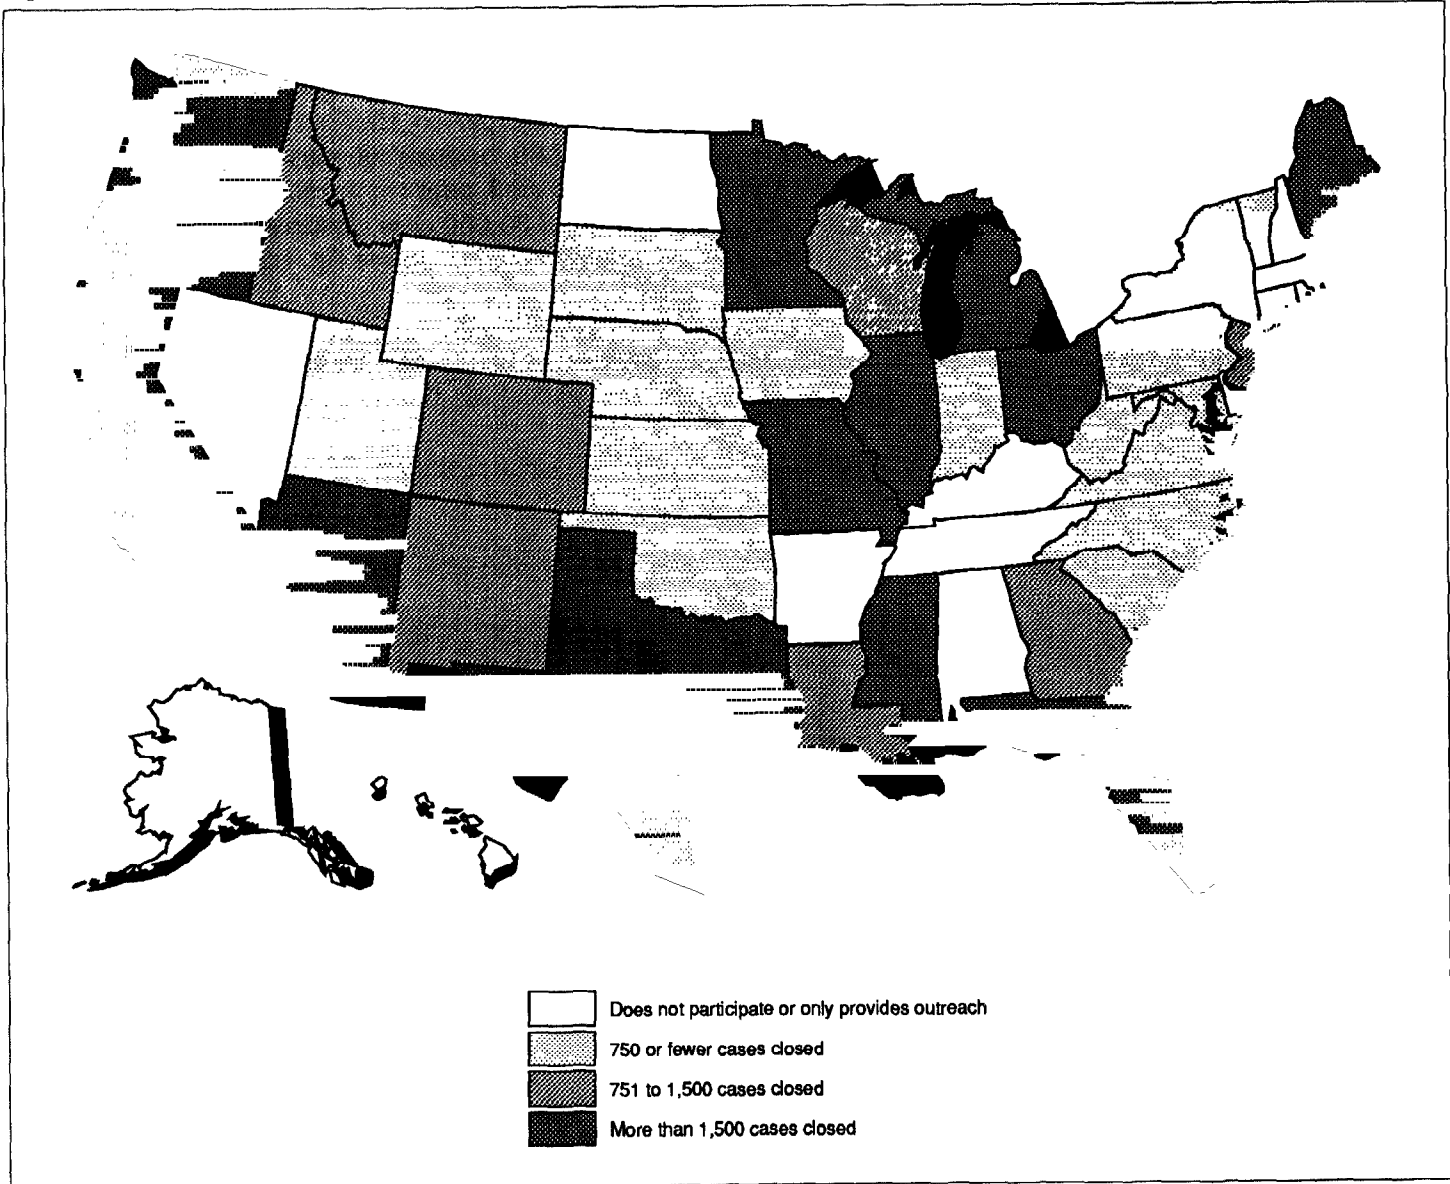 Does not participate or only provides outreach
750 or fewer cases closed
751 to 1,500 cases closed
More than 1,500 cases closed